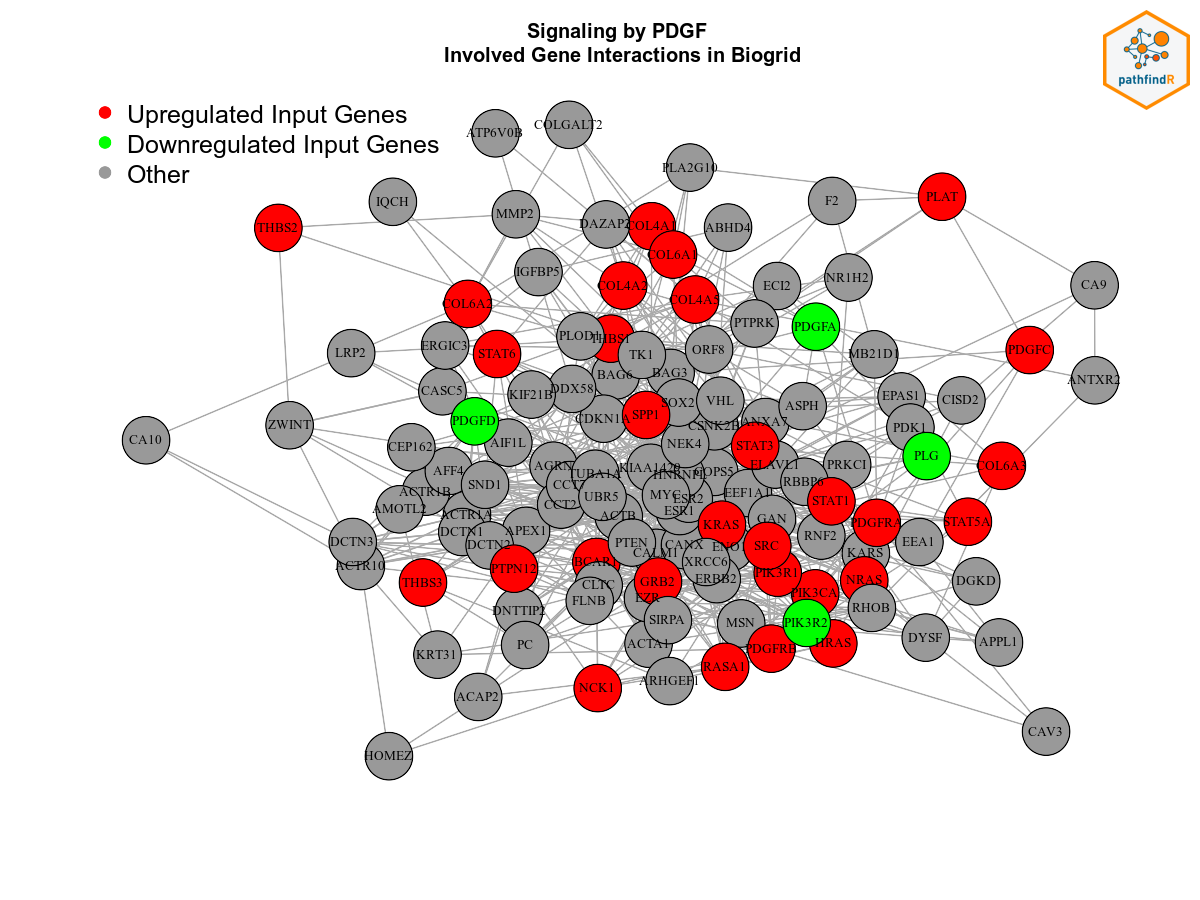 Signaling by PDGF
Involved Gene Interactions in Biogrid
pathfindR
Upregulated Input Genes
Downregulated Input Genes
Other
ATP6V0B
COLGALT2
PLA2G10
IQCH
THBS2
MMP2
DAZAP2
ABHD4
F2
PLAT
COL6A1
IGFBP5
COL4A2
COL4A5
ECI2
NR1H2
CA9
COL6A2
PTPRK
PDGFA
PLOD1
THBS1
ERGIC3
LRP2
STAT6
TK1
ORF8
MB21D1
PDGFC
BAG6
BAG3
ANTXR2
CASC5
KIF21B
DDX58
SOX2
VHL
EPAS1
CISD2
ASPH
SPP1
CDKN1A
CSNK2B
ANXA7
PDK1
PDGFD
ZWINT
CA10
CEP162
AIF1L
NEK4
STAT3
PLG
AFF4
AGRN
TUBA1A
KIAA1429
COPS5
ELAVL1
PRKCI
SND1
CCT7
RBBP6
ACTR1B
UBR5
MYC
ESR2
EEF1A1
STAT1
AMOTL2
CCT2
ESR1
ACTR1A
ACTB
KRAS
GAN
PDGFRA
STAT5A
DCTN1
APEX1
RNF2
DCTN3
DCTN2
PTEN
CALM1
CANX
ENO1
SRC
KARS
EEA1
ACTR10
PTPN12
BCAR1
XRCC6
PIK3R1
THBS3
CLTC
GRB2
ERBB2
NRAS
DGKD
PIK3CA
FLNB
EZR
RHOB
DNTTIP2
SIRPA
MSN
PIK3R2
PC
ACTA1
HRAS
DYSF
APPL1
KRT31
PDGFRB
RASA1
ARHGEF1
NCK1
ACAP2
CAV3
HOMEZ